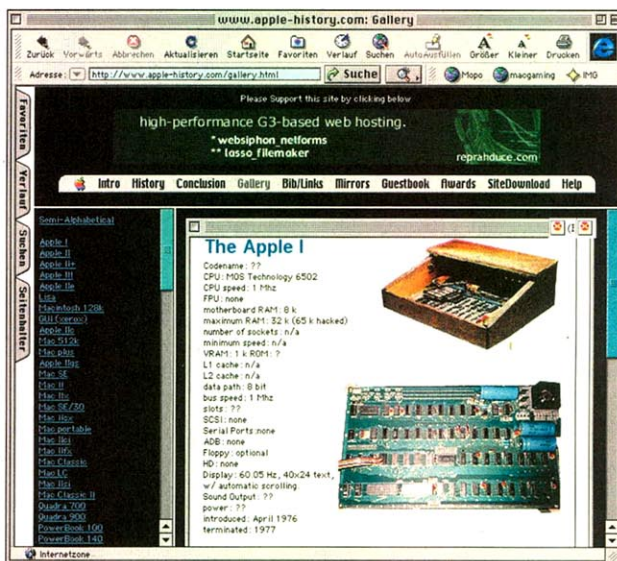 www.apple-history.com: Gallery
Zurück Vorwärts Abbrechen Aktualisieren Startseite Favoriten Verlauf Suchen AutoAusfüllen Größer Kleiner Drucken
Adresse: http://www.apple-history.com/gallery.html Suche Mopo macgaming IMG
Favoriten
Verlauf
Suchen
Seitenhalter
Please Support this site by clicking below
high-performance G3-based web hosting.
* websiphon_netforms
** lasso_filemaker
reprahduce.com
Intro History Conclusion Gallery Bib/Links Mirrors Guestbook Awards SiteDownload Help
Semi-Alphabetical
Apple I
Apple II
Apple II+
Apple III
Apple IIe
Lisa
Macintosh 128k
GUI (xerox)
Apple IIc
Mac 512k
Mac plus
Apple IIgs
Mac SE
Mac II
Mac IIx
Mac SE/30
Mac IIcx
Mac portable
Mac IIci
Mac IIfx
Mac Classic
Mac LC
Mac IIsi
Mac Classic II
Quadra 700
Quadra 900
PowerBook 100
PowerBook 140
The Apple I
Codename: ??
CPU: MOS Technology 6502
CPU speed: 1 Mhz
FPU: none
motherboard RAM: 8 k
maximum RAM: 32 k (65 k hacked)
number of sockets: n/a
minimum speed: n/a
VRAM: 1 k ROM: ?
L1 cache: n/a
L2 cache: n/a
data path: 8 bit
bus speed: 1 Mhz
slots: ??
SCSI: none
Serial Ports:none
ADB: none
Floppy: optional
HD: none
Display: 60.05 Hz, 40x24 text,
w/ automatic scrolling
Sound Output: ??
power: ??
introduced: April 1976
terminated: 1977
Internetzone